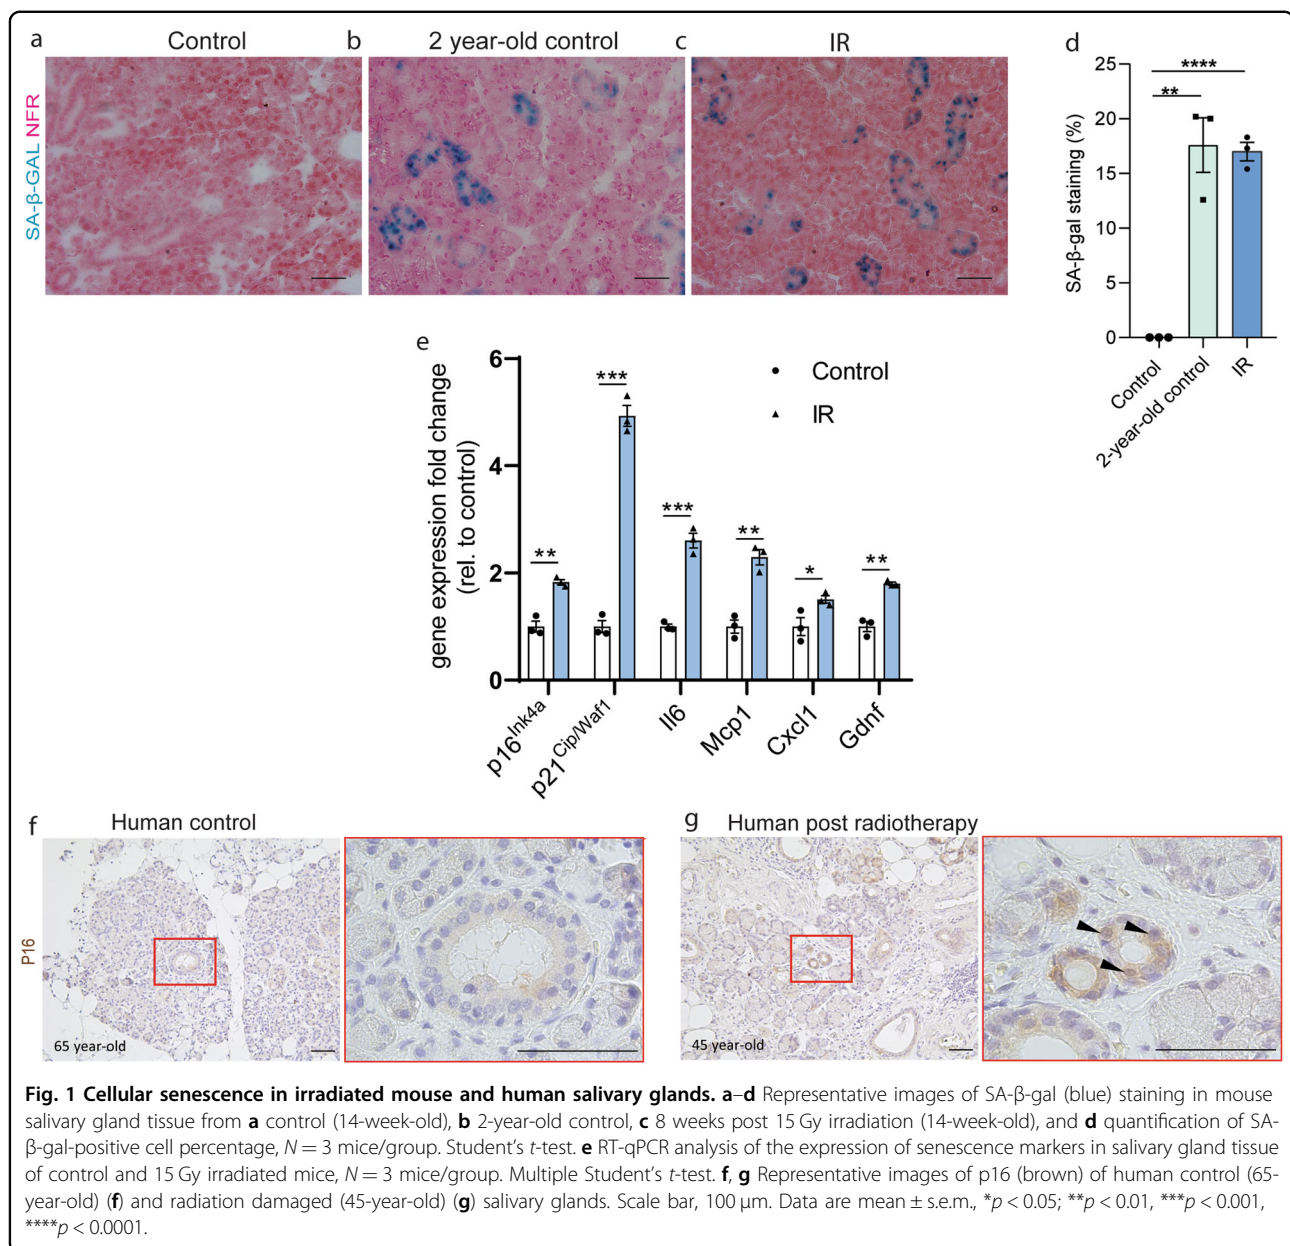 a Control b 2 year-old control c IR d
SA-β-GAL NFR
SA-β-gal staining (%)
25
20
15
10
5
0
****
**
Control
2-year-old control
IR
e
gene expression fold change
(rel. to control)
6
4
2
0
Control
IR
**
***
***
**
*
**
p16^Ink4a
p21^Cip/Waf1
Il6
Mcp1
Cxcl1
Gdnf
f Human control g Human post radiotherapy
P16
65 year-old
45 year-old
Fig. 1 Cellular senescence in irradiated mouse and human salivary glands. a–d Representative images of SA-β-gal (blue) staining in mouse
salivary gland tissue from a control (14-week-old), b 2-year-old control, c 8 weeks post 15 Gy irradiation (14-week-old), and d quantification of SA-
β-gal-positive cell percentage, N = 3 mice/group. Student's t-test. e RT-qPCR analysis of the expression of senescence markers in salivary gland tissue
of control and 15 Gy irradiated mice, N = 3 mice/group. Multiple Student's t-test. f, g Representative images of p16 (brown) of human control (65-
year-old) (f) and radiation damaged (45-year-old) (g) salivary glands. Scale bar, 100 μm. Data are mean ± s.e.m., *p < 0.05; **p < 0.01, ***p < 0.001,
****p < 0.0001.